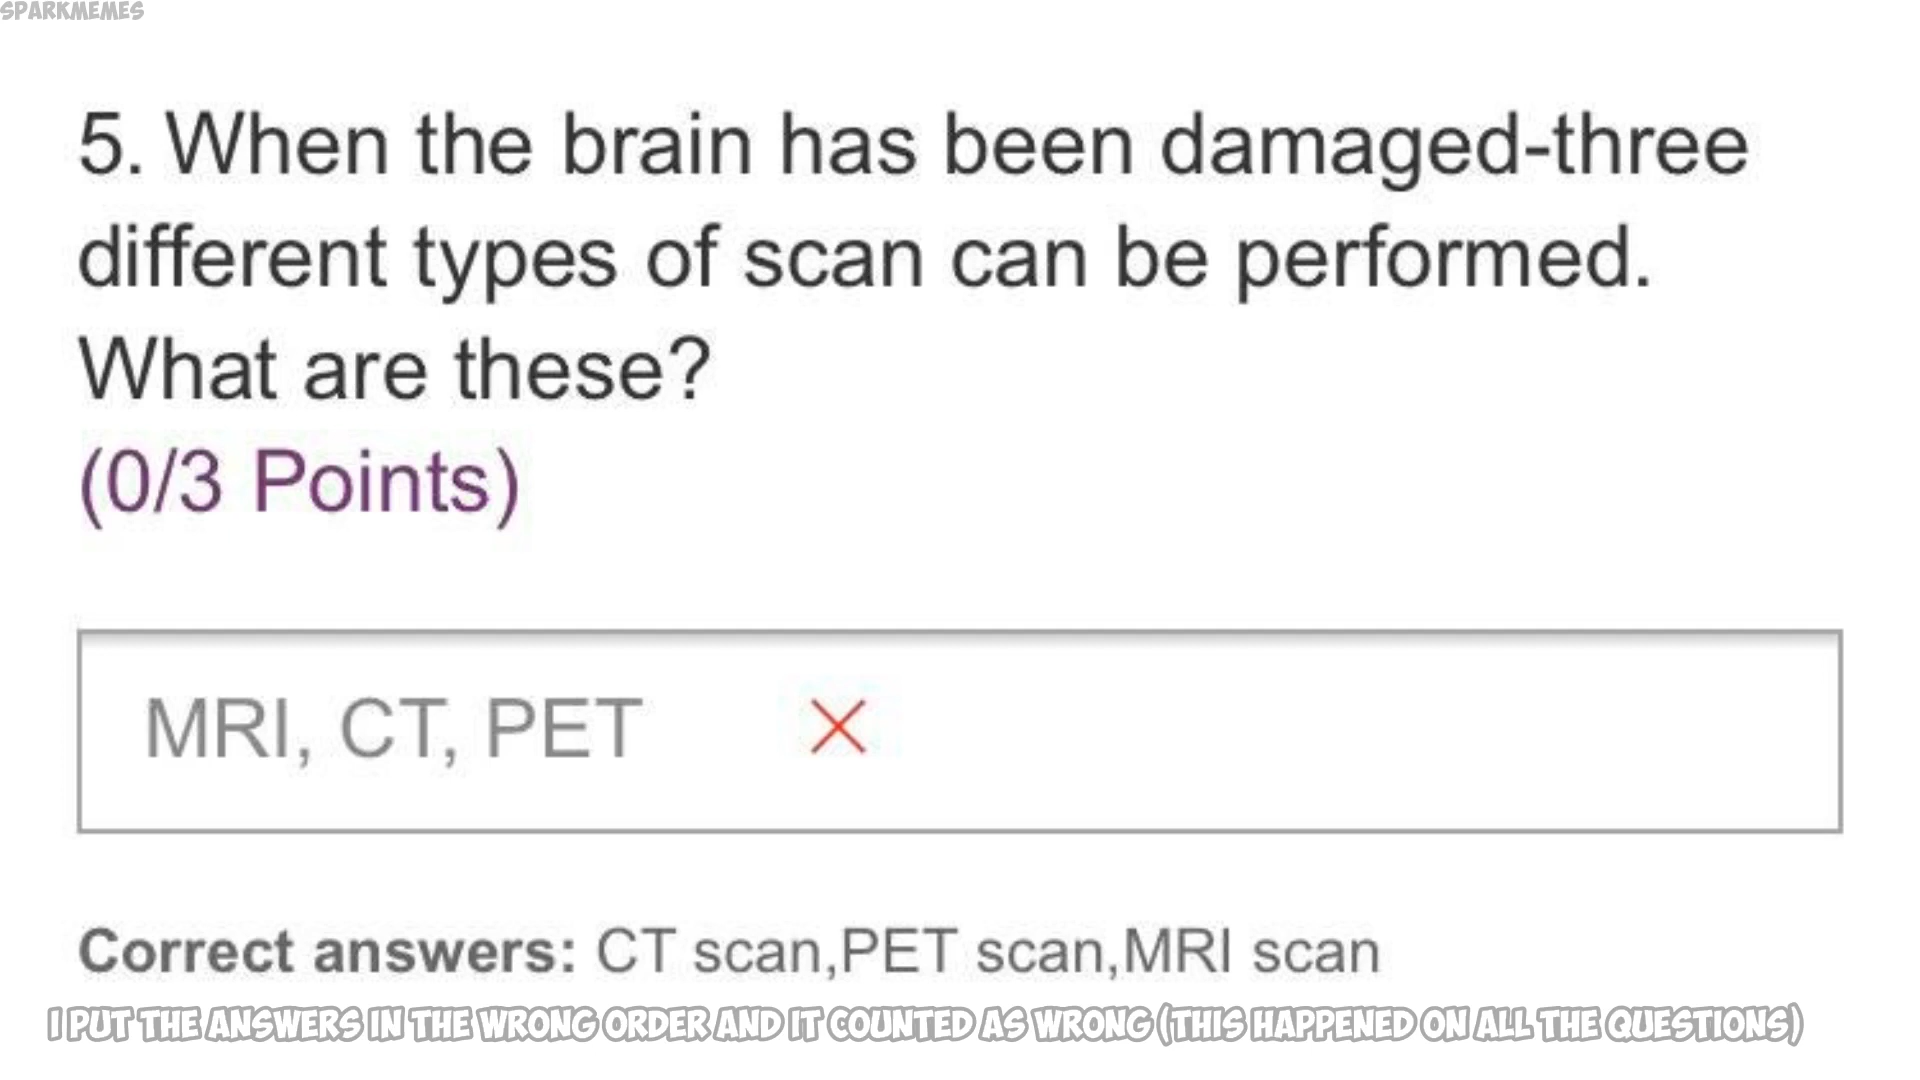 SPARKMEMES
5. When the brain has been damaged-three
different types of scan can be performed.
What are these?
(0/3 Points)
MRI, CT, PET
Correct answers: CT scan,PET scan,MRI scan
I PUT THE ANSWERS IN THE WRONG ORDER AND IT COUNTED AS WRONG (THIS HAPPENED ON ALL THE QUESTIONS)